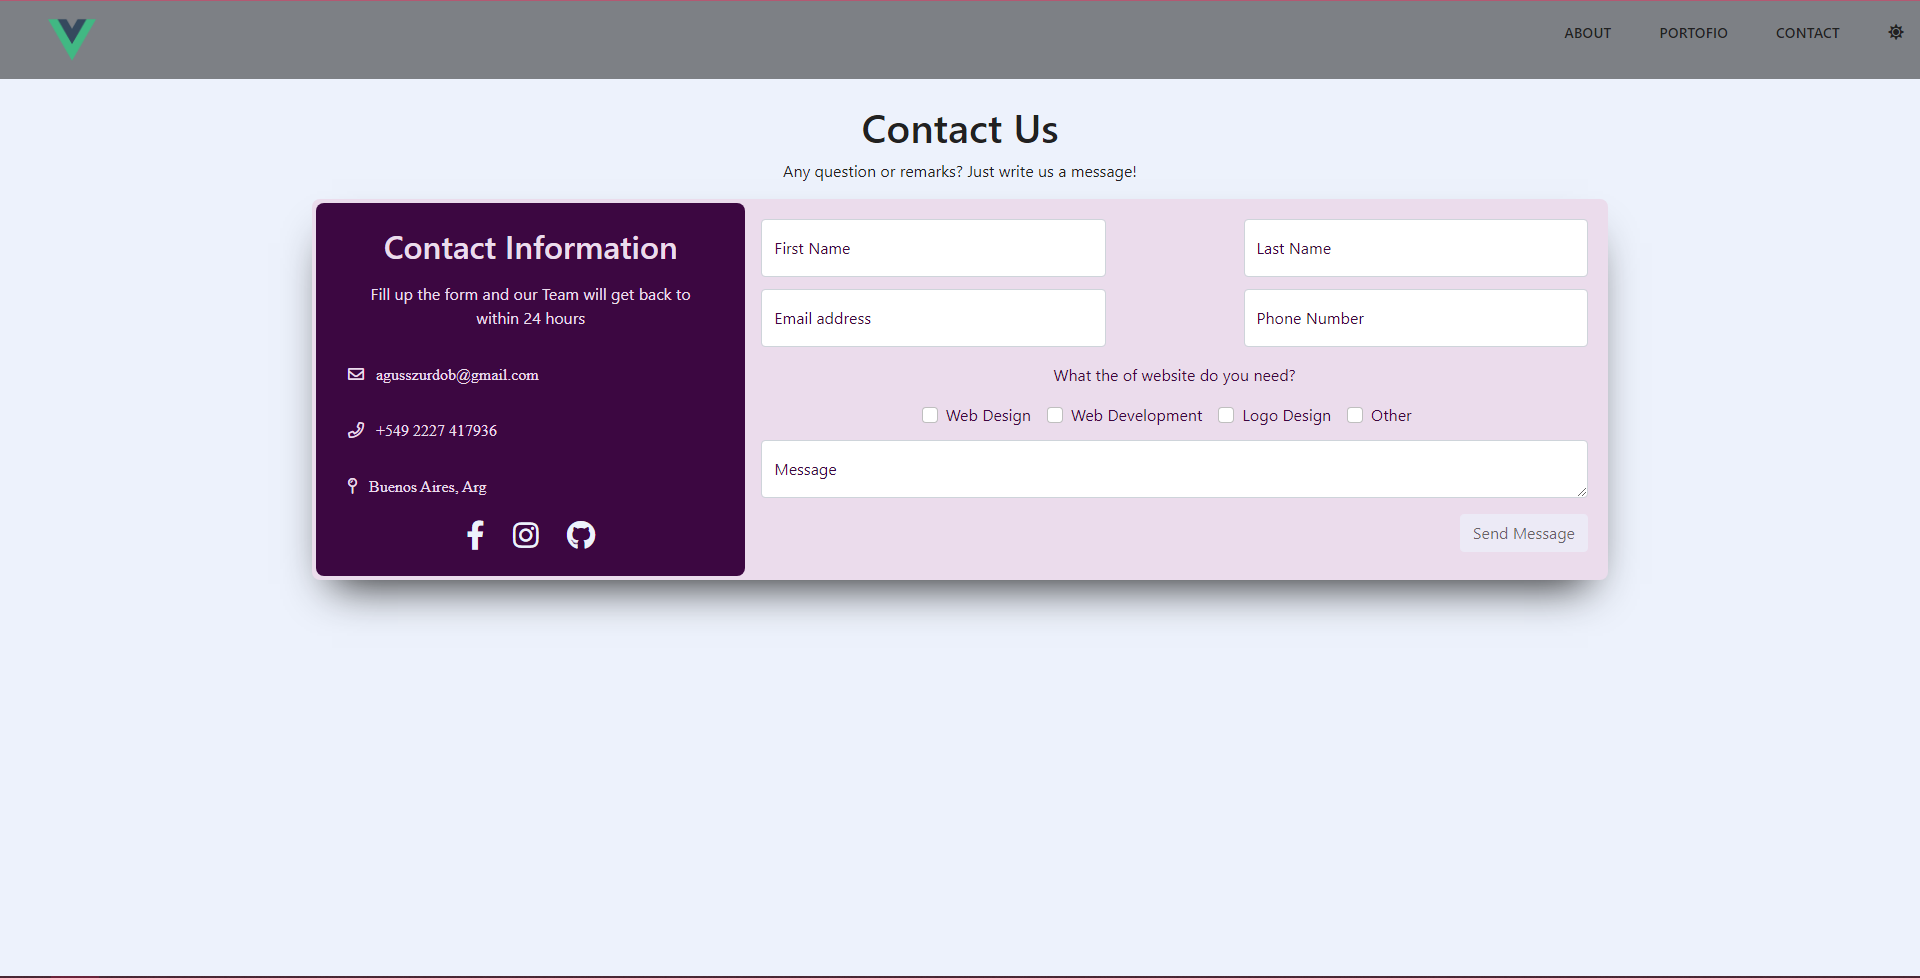 ABOUT PORTOFIO CONTACT
Contact Us
Any question or remarks? Just write us a message!
Contact Information
Fill up the form and our Team will get back to
within 24 hours
agusszurdob@gmail.com
+549 2227 417936
Buenos Aires, Arg
First Name Last Name
Email address Phone Number
What the of website do you need?
Web Design Web Development Logo Design Other
Message
Send Message